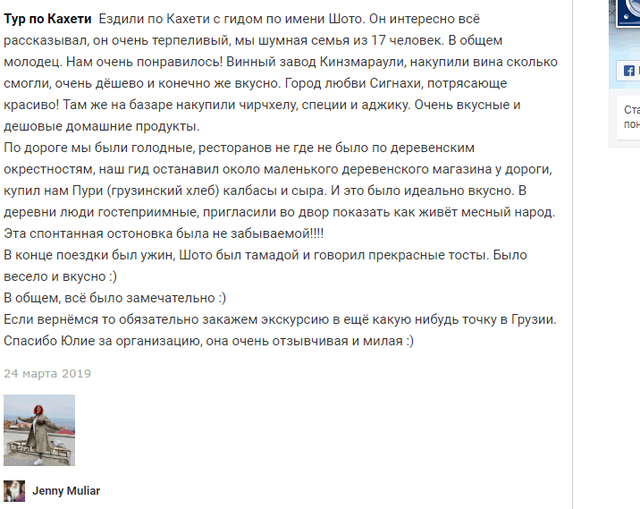 Тур по Кахети Ездили по Кахети с гидом по имени Шото. Он интересно всё
рассказывал, он очень терпеливый, мы шумная семья из 17 человек. В общем
молодец. Нам очень понравилось! Винный завод Кинзмараули, накупили вина сколько
смогли, очень дёшево и конечно же вкусно. Город любви Сигнахи, потрясающе
красиво! Там же на базаре накупили чирчхелу, специи и аджику. Очень вкусные и
дешовые домашние продукты.
По дороге мы были голодные, ресторанов не где не было по деревенским
окрестностям, наш гид останавил около маленького деревенского магазина у дороги,
купил нам Пури (грузинский хлеб) калбасы и сыра. И это было идеально вкусно. В
деревни люди гостеприимные, пригласили во двор показать как живёт месный народ.
Эта спонтанная остоновка была не забываемой!!!!
В конце поездки был ужин, Шото был тамадой и говорил прекрасные тосты. Было
весело и вкусно :)
В общем, всё было замечательно :)
Если вернёмся то обязательно закажем экскурсию в ещё какую нибудь точку в Грузии.
Спасибо Юлие за организацию, она очень отзывчивая и милая :)
24 марта 2019
Jenny Muliar